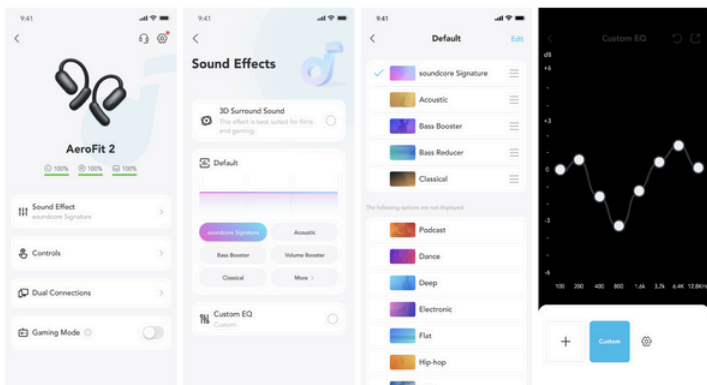 9:41
AeroFit 2
100%
100%
100%
Sound Effect
soundcore Signature
Controls
Dual Connections
Gaming Mode
9:41
Sound Effects
3D Surround Sound
This effect is best suited for films
and gaming.
Default
soundcore Signature
Acoustic
Bass Booster
Volume Booster
Classical
More >
Custom EQ
Custom
9:41
Default
Edit
soundcore Signature
Acoustic
Bass Booster
Bass Reducer
Classical
The following options are not displayed
Podcast
Dance
Deep
Electronic
Flat
Hip-hop
Custom EQ
dB
+6
+3
0
-3
-6
100 200 400 800 1.6k 3.2k 6.4K 12.8KHz
+
Custom